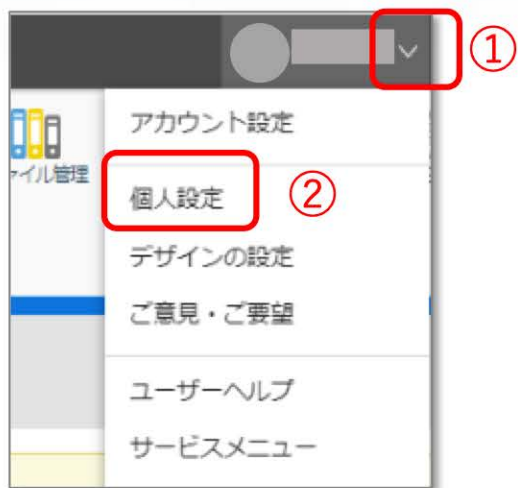 ①
アカウント設定
イル管理
個人設定
②
デザインの設定
ご意見・ご要望
ユーザーヘルプ
サービスメニュー